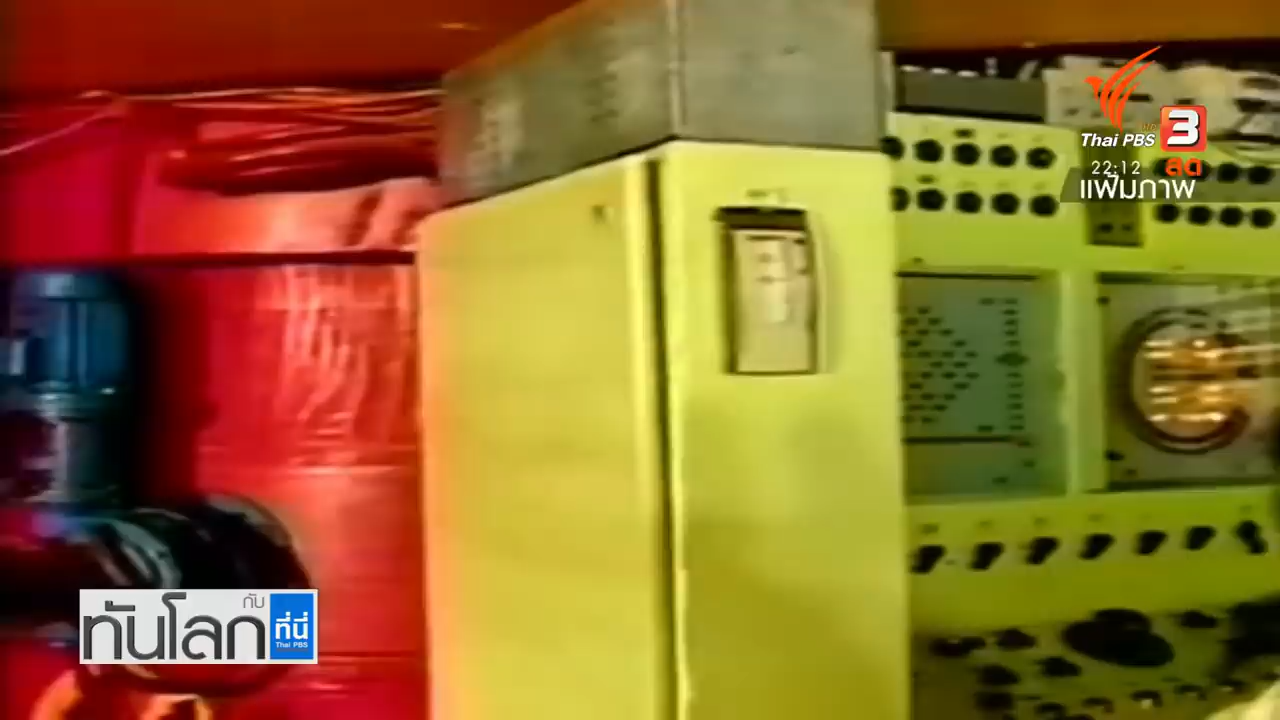 Thai PBS 3
22:12 สด
แฟ้มภาพ
ทันโลก กับ ที่นี่
Thai PBS